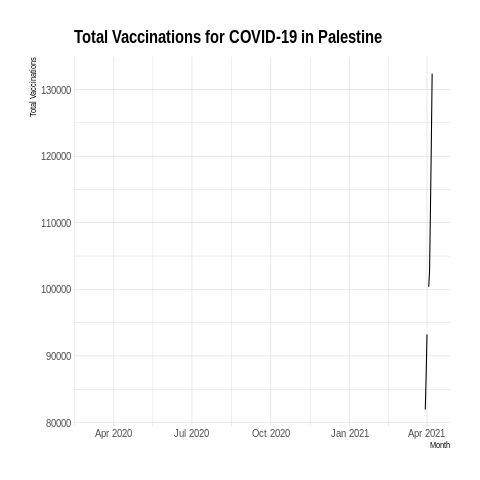 Total Vaccinations for COVID-19 in Palestine
Total Vaccinations
130000
120000
110000
100000
90000
80000
Apr 2020 Jul 2020 Oct 2020 Jan 2021 Apr 2021
Month